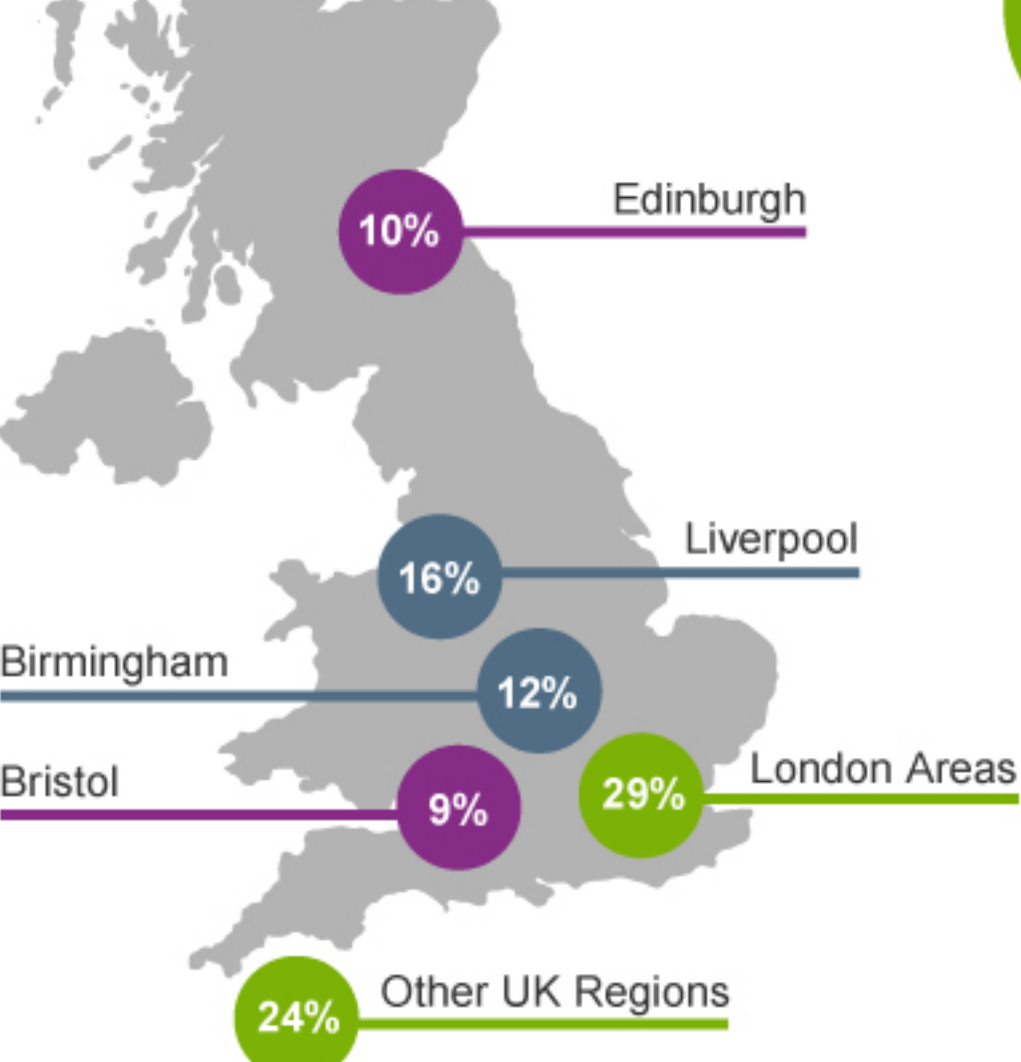 Edinburgh
10%
Liverpool
16%
Birmingham
12%
London Areas
29%
Bristol
9%
Other UK Regions
24%